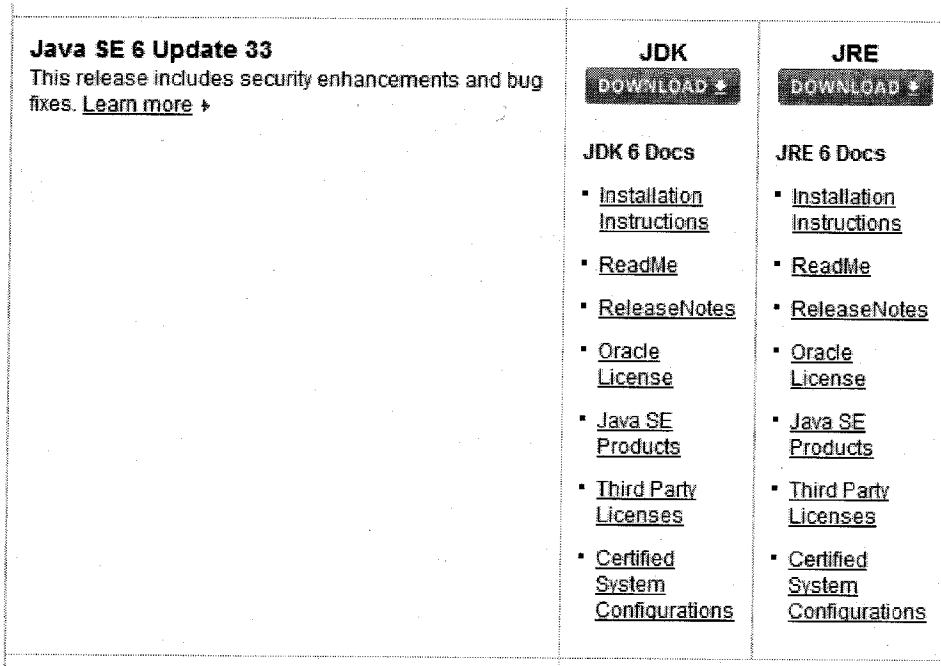 Java SE 6 Update 33
This release includes security enhancements and bug
fixes. Learn more
JDK
DOWNLOAD
JDK 6 Docs
Installation
Instructions
ReadMe
ReleaseNotes
Oracle
License
Java SE
Products
Third Party
Licenses
Certified
System
Configurations
JRE
DOWNLOAD
JRE 6 Docs
Installation
Instructions
ReadMe
ReleaseNotes
Oracle
License
Java SE
Products
Third Party
Licenses
Certified
System
Configurations